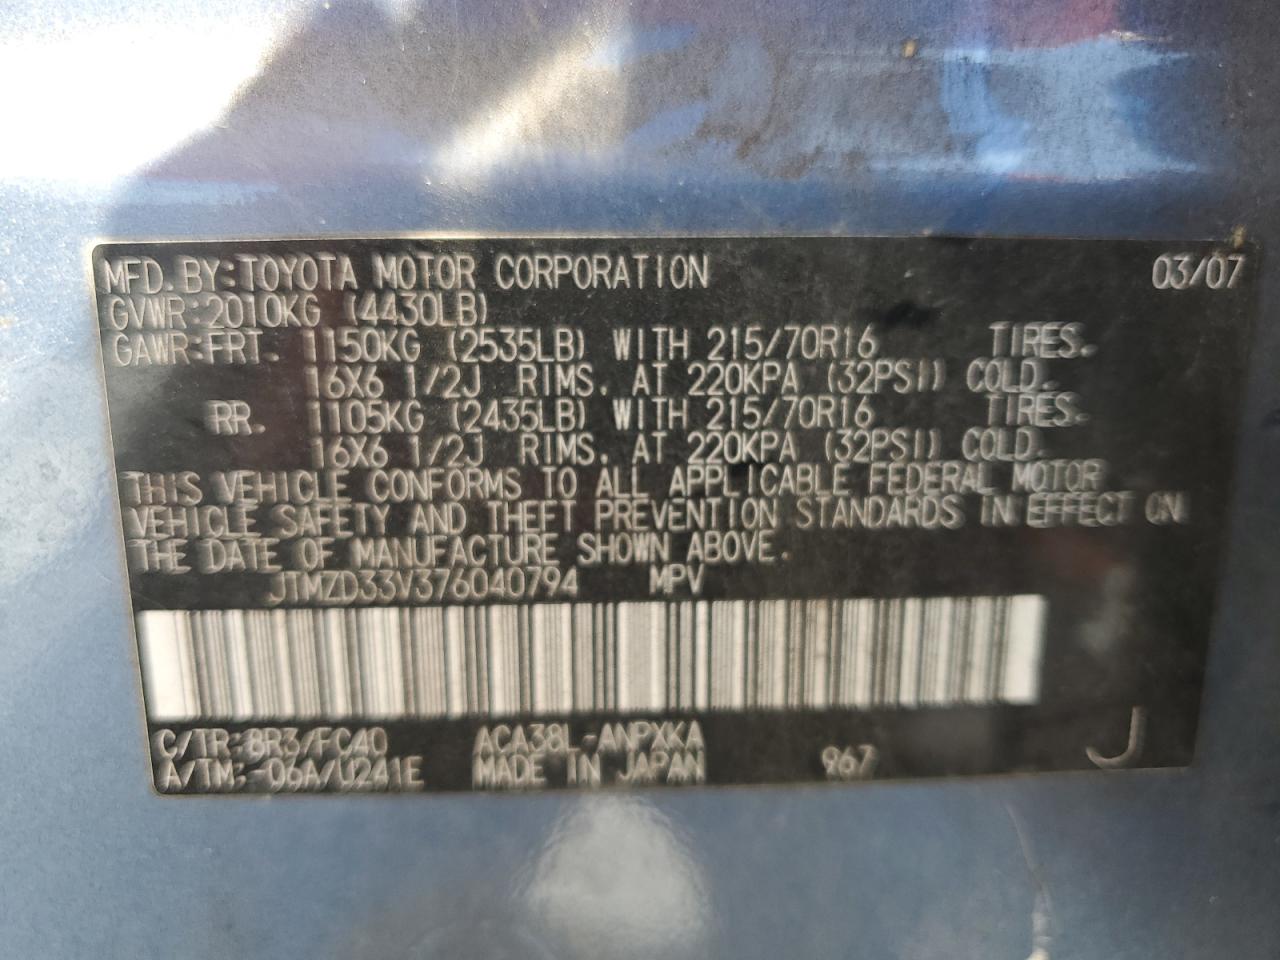 MFD. BY: TOYOTA MOTOR CORPORATION 03/07
GVWR: 2010KG (4430LB)
GAWR: FRT. 1150KG (2535LB) WITH 215/70R16 TIRES.
16X6 1/2J RIMS, AT 220KPA (32PSI) COLD.
RR. 1105KG (2435LB) WITH 215/70R16 TIRES.
16X6 1/2J RIMS, AT 220KPA (32PSI) COLD.
THIS VEHICLE CONFORMS TO ALL APPLICABLE FEDERAL MOTOR
VEHICLE SAFETY AND THEFT PREVENTION STANDARDS IN EFFECT ON
THE DATE OF MANUFACTURE SHOWN ABOVE.
JTMZD33V376040794 MPV
C/TR: 8R3/FC40 ACA38L-ANPXKA
A/TM: -06A/U241E MADE IN JAPAN 967 J